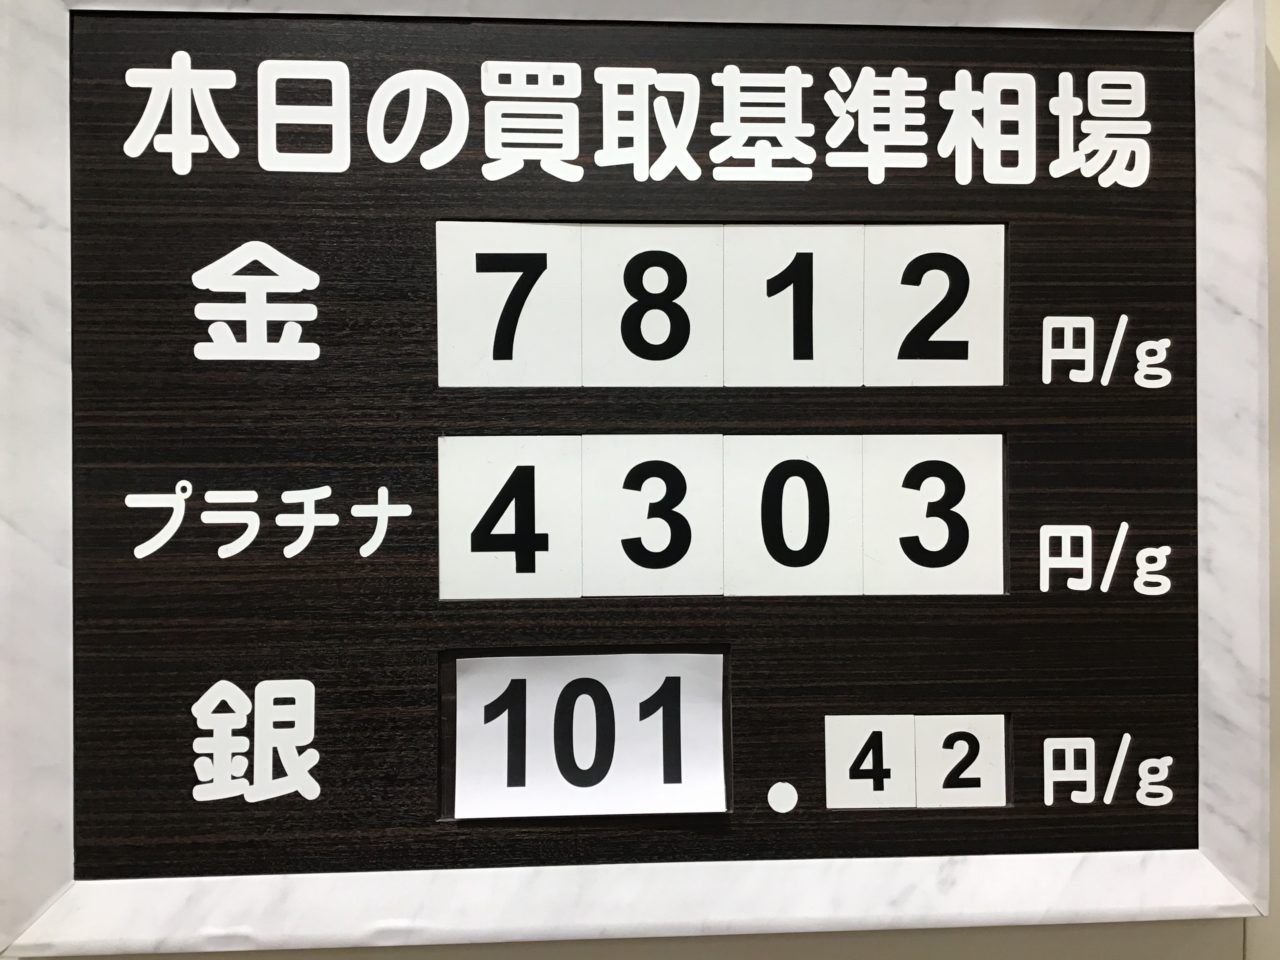 本日の買取基準相場
金 7812 円/g
プラチナ 4303 円/g
銀 101.42 円/g